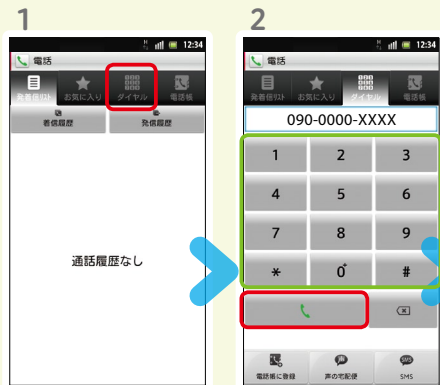 1
12:34
電話
発着信リスト お気に入り ダイヤル 電話帳
着信履歴 発信履歴
通話履歴なし
2
12:34
電話
発着信リスト お気に入り ダイヤル 電話帳
090-0000-XXXX
1 2 3
4 5 6
7 8 9
* 0+ #
電話帳に登録 声の宅配便 SMS